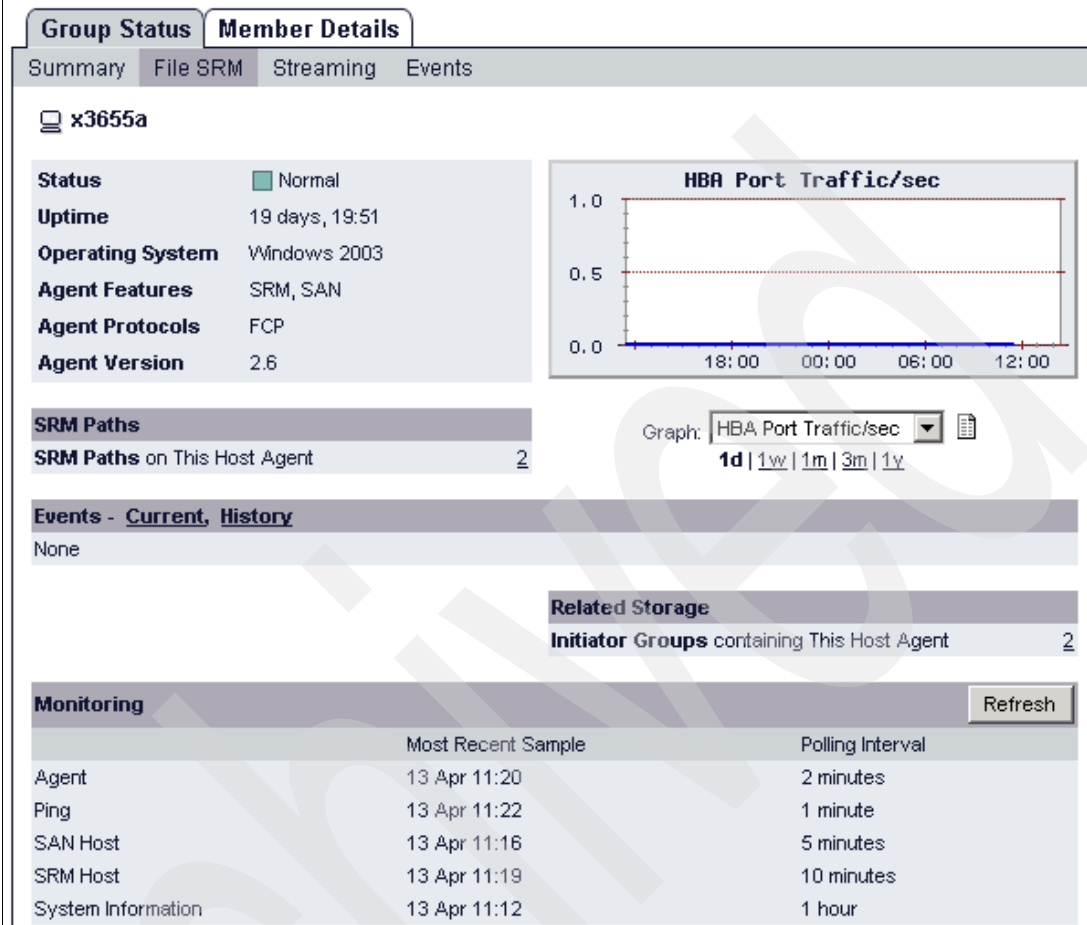 Group Status Member Details
Summary File SRM Streaming Events
x3655a
Status Normal
Uptime 19 days, 19:51
Operating System Windows 2003
Agent Features SRM, SAN
Agent Protocols FCP
Agent Version 2.6
HBA Port Traffic/sec
1.0
0.5
0.0
18:00 00:00 06:00 12:00
SRM Paths
SRM Paths on This Host Agent 2
Graph: HBA Port Traffic/sec
1d | 1w | 1m | 3m | 1y
Events - Current, History
None
Related Storage
Initiator Groups containing This Host Agent 2
Monitoring Refresh
Most Recent Sample Polling Interval
Agent 13 Apr 11:20 2 minutes
Ping 13 Apr 11:22 1 minute
SAN Host 13 Apr 11:16 5 minutes
SRM Host 13 Apr 11:19 10 minutes
System Information 13 Apr 11:12 1 hour